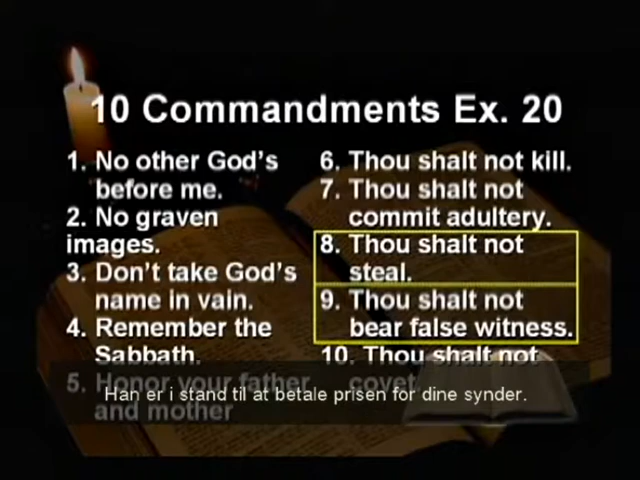 10 Commandments Ex. 20
1. No other God's
before me.
2. No graven
images.
3. Don't take God's
name in vain.
4. Remember the
Sabbath.
5. Honor your father
and mother
6. Thou shalt not kill.
7. Thou shalt not
commit adultery.
8. Thou shalt not
steal.
9. Thou shalt not
bear false witness.
10. Thou shalt not
covet
Han er i stand til at betale prisen for dine synder.